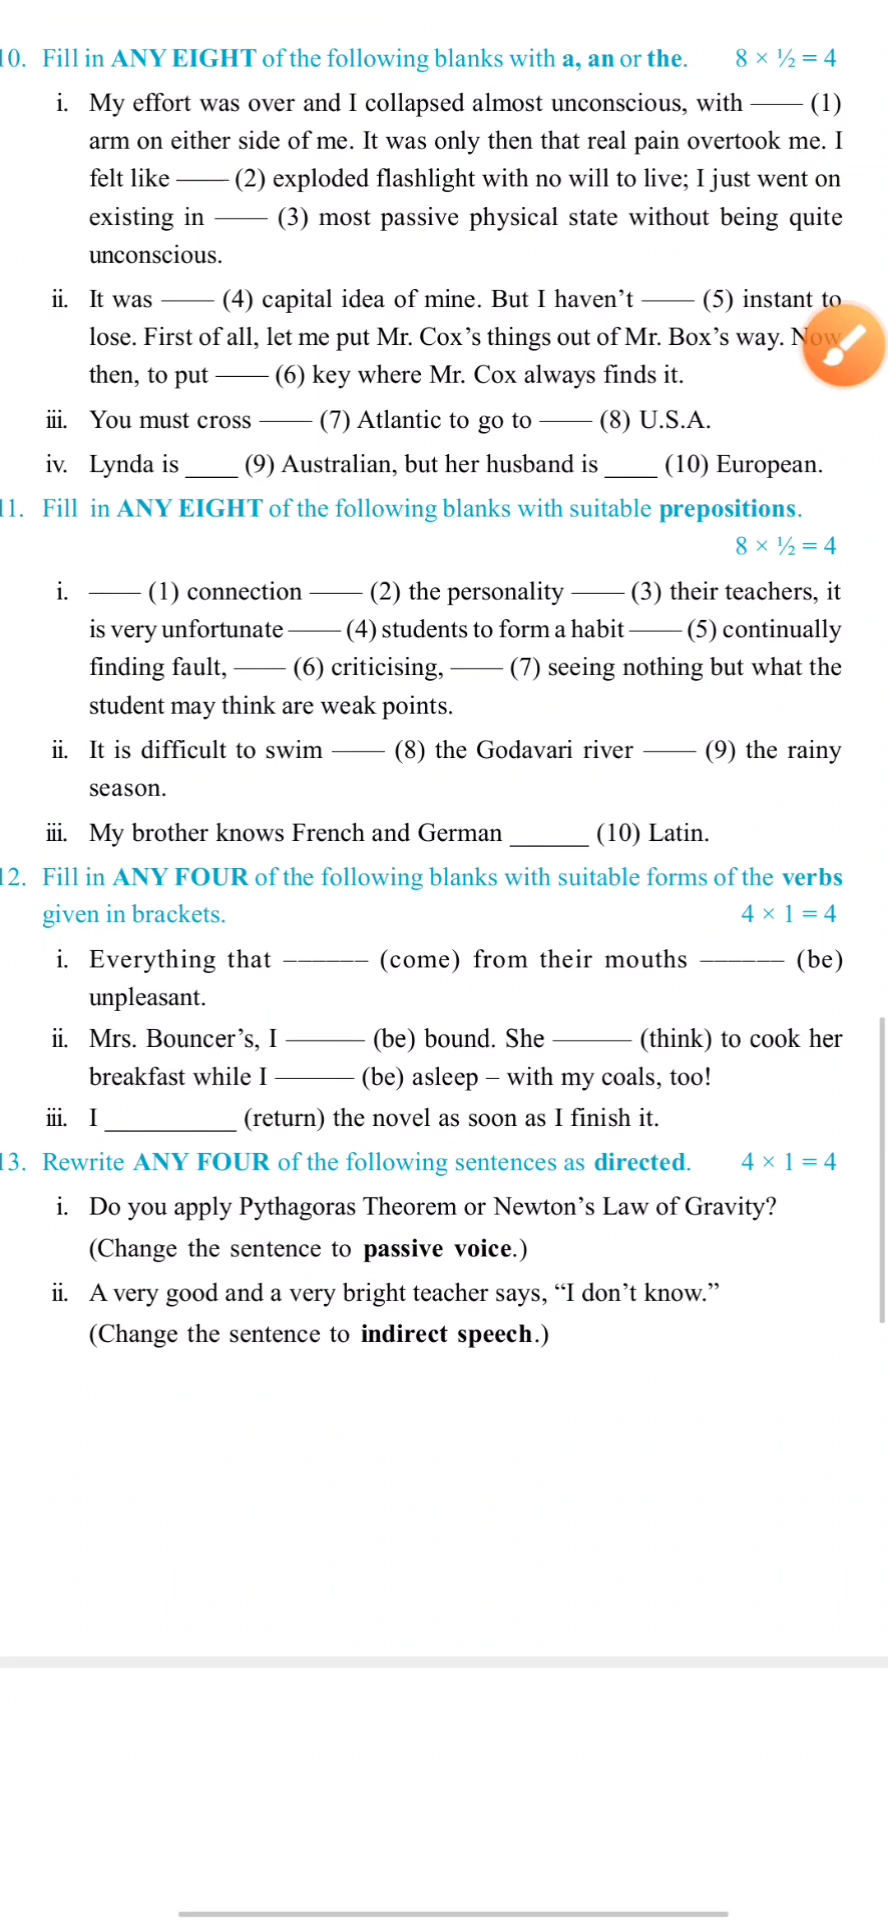 10. Fill in ANY EIGHT of the following blanks with a, an or the. 8 × ½ = 4
i. My effort was over and I collapsed almost unconscious, with —— (1)
arm on either side of me. It was only then that real pain overtook me. I
felt like —— (2) exploded flashlight with no will to live; I just went on
existing in —— (3) most passive physical state without being quite
unconscious.
ii. It was —— (4) capital idea of mine. But I haven’t —— (5) instant to
lose. First of all, let me put Mr. Cox’s things out of Mr. Box’s way. Now
then, to put —— (6) key where Mr. Cox always finds it.
iii. You must cross —— (7) Atlantic to go to —— (8) U.S.A.
iv. Lynda is ____ (9) Australian, but her husband is ____ (10) European.
11. Fill in ANY EIGHT of the following blanks with suitable prepositions.
8 × ½ = 4
i. —— (1) connection —— (2) the personality —— (3) their teachers, it
is very unfortunate —— (4) students to form a habit —— (5) continually
finding fault, —— (6) criticising, —— (7) seeing nothing but what the
student may think are weak points.
ii. It is difficult to swim —— (8) the Godavari river —— (9) the rainy
season.
iii. My brother knows French and German ______ (10) Latin.
12. Fill in ANY FOUR of the following blanks with suitable forms of the verbs
given in brackets. 4 × 1 = 4
i. Everything that ------ (come) from their mouths ------ (be)
unpleasant.
ii. Mrs. Bouncer’s, I ——— (be) bound. She ——— (think) to cook her
breakfast while I ——— (be) asleep – with my coals, too!
iii. I __________ (return) the novel as soon as I finish it.
13. Rewrite ANY FOUR of the following sentences as directed. 4 × 1 = 4
i. Do you apply Pythagoras Theorem or Newton’s Law of Gravity?
(Change the sentence to passive voice.)
ii. A very good and a very bright teacher says, “I don’t know.”
(Change the sentence to indirect speech.)